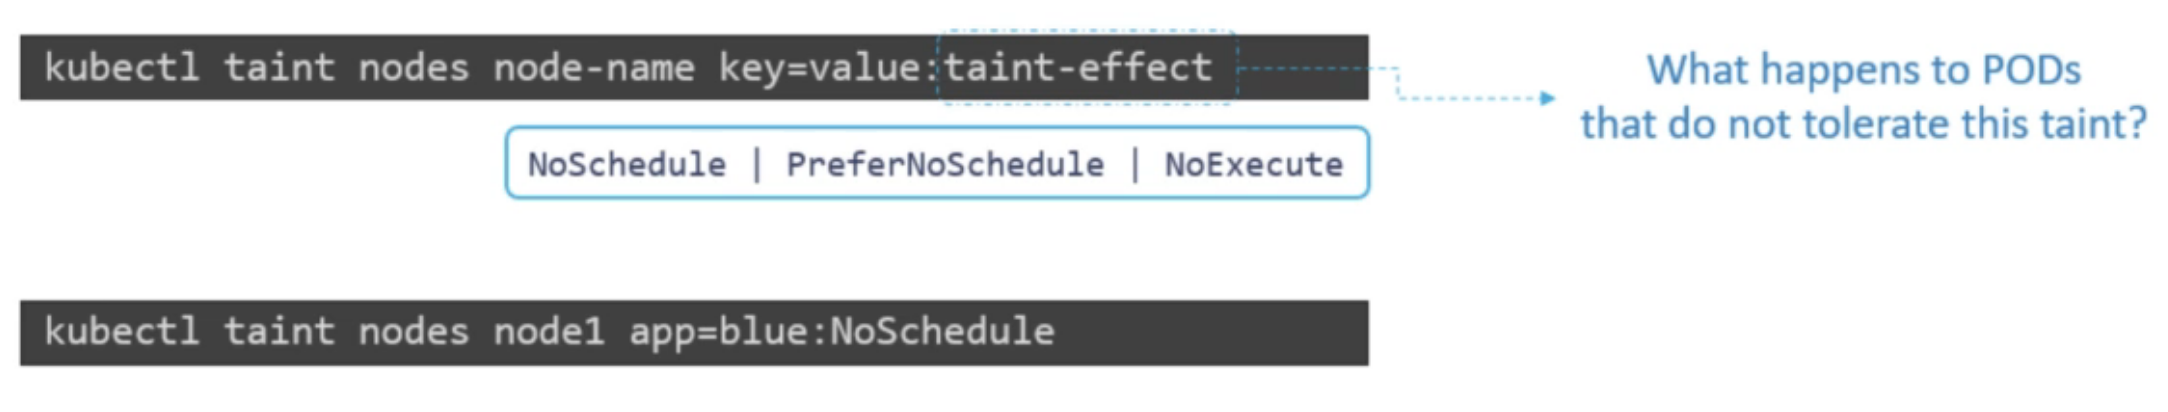 kubectl taint nodes node-name key=value:taint-effect
What happens to PODs
that do not tolerate this taint?
NoSchedule | PreferNoSchedule | NoExecute
kubectl taint nodes node1 app=blue:NoSchedule